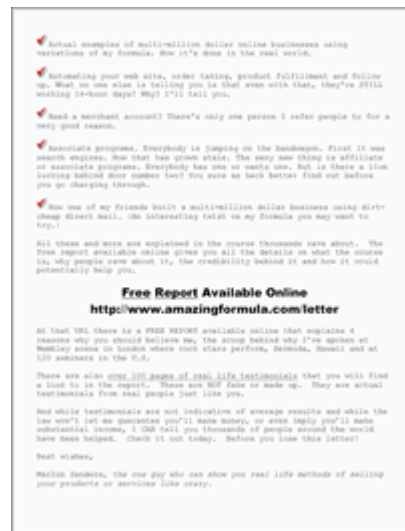 Actual examples of multi-million dollar online businesses using
variations of my formula. How it's done in the real world.
Automating your web site, order taking, product fulfillment and follow
up. What no one else is telling you is that even with that, they're STILL
working 14-hour days! Why? I'll tell you.
Need a merchant account? There's only one person I refer people to for a
very good reason.
Associate programs. Everybody is jumping on the bandwagon. First it was
search engines. Now that has grown stale. The sexy new thing is affiliate
or associate programs. Everybody has one or wants one. But is there a lion
lurking behind door number two? You sure as heck better find out before
you go charging through.
How one of my friends built a multi-million dollar business using dirt-
cheap direct mail. (An interesting twist on my formula you may want to
try.)
All these and more are explained in the course thousands rave about. The
free report available online gives you all the details on what the course
is, why people rave about it, the credibility behind it and how it could
potentially help you.
Free Report Available Online
http://www.amazingformula.com/letter
At that URL there is a FREE REPORT available online that explains
reasons why you should believe me, the scoop behind why I've spoken at
Wembley arena in London where rock stars perform, Bermuda, Hawaii and at
120 seminars in the U.S.
There are also over 100 pages of real life testimonials that you will find
a link to in the report. These are NOT fake or made up. They are actual
testimonials from real people just like you.
And while testimonials are not indicative of average results and while the
law won't let me guarantee you'll make money, or even imply you'll make
substantial income, I CAN tell you thousands of people around the world
have been helped. Check it out today. Before you lose this letter!
Best wishes,
Marlon Sanders, the one guy who can show you real life methods of selling
your products or services like crazy.